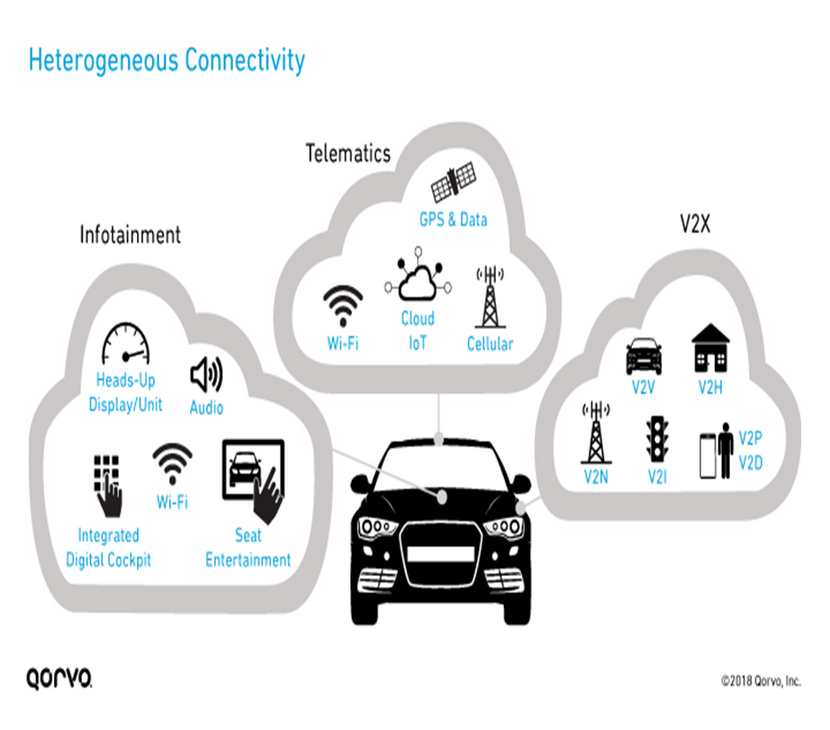 Heterogeneous Connectivity
Telematics
GPS & Data
Wi-Fi
Cloud
IoT
Cellular
Infotainment
Heads-Up
Display/Unit
Audio
Wi-Fi
Integrated
Digital Cockpit
Seat
Entertainment
V2X
V2V
V2H
V2N
V2I
V2P
V2D
QORVO
©2018 Qorvo, Inc.